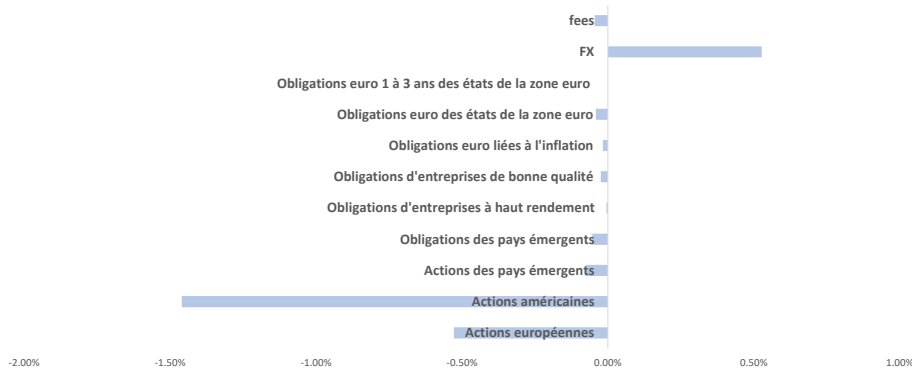 fees
FX
Obligations euro 1 à 3 ans des états de la zone euro
Obligations euro des états de la zone euro
Obligations euro liées à l'inflation
Obligations d'entreprises de bonne qualité
Obligations d'entreprises à haut rendement
Obligations des pays émergents
Actions des pays émergents
Actions américaines
Actions européennes
-2.00% -1.50% -1.00% -0.50% 0.00% 0.50% 1.00%